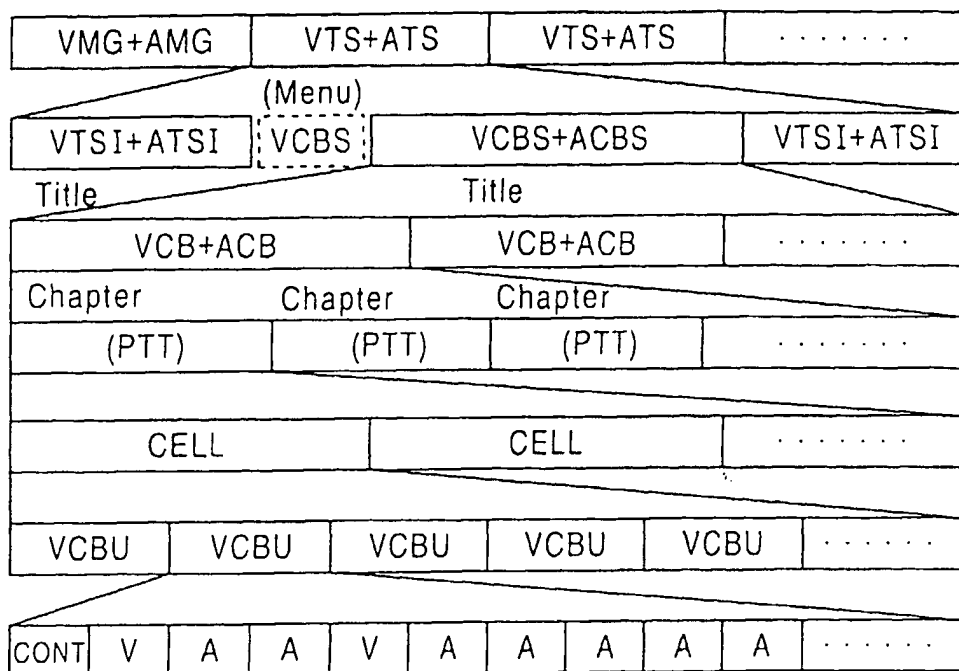 VMG+AMG VTS+ATS VTS+ATS .......
(Menu)
VTSI+ATSI VCBS VCBS+ACBS VTSI+ATSI
Title Title
VCB+ACB VCB+ACB .......
Chapter Chapter Chapter
(PTT) (PTT) (PTT) .......
CELL CELL .......
VCBU VCBU VCBU VCBU VCBU ......
CONT V A A V A A A A A ......